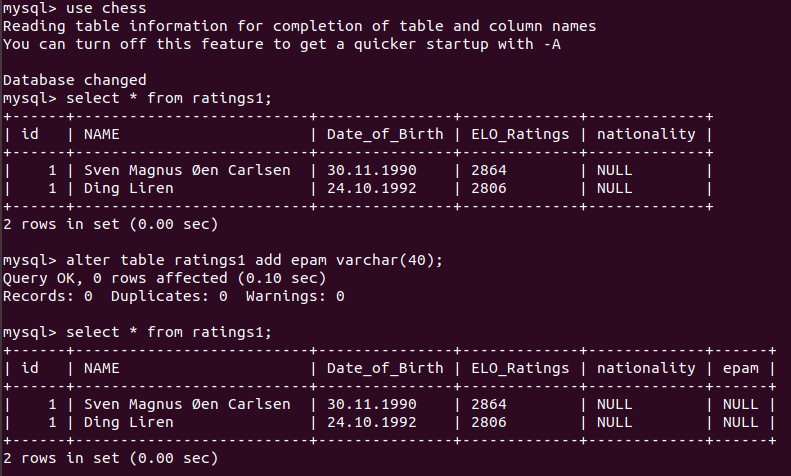 mysql> use chess
Reading table information for completion of table and column names
You can turn off this feature to get a quicker startup with -A

Database changed
mysql> select * from ratings1;
+------+--------------------------+---------------+-------------+-------------+
| id   | NAME                     | Date_of_Birth | ELO_Ratings | nationality |
+------+--------------------------+---------------+-------------+-------------+
|    1 | Sven Magnus Øen Carlsen  | 30.11.1990    | 2864        | NULL        |
|    1 | Ding Liren               | 24.10.1992    | 2806        | NULL        |
+------+--------------------------+---------------+-------------+-------------+
2 rows in set (0.00 sec)

mysql> alter table ratings1 add epam varchar(40);
Query OK, 0 rows affected (0.10 sec)
Records: 0  Duplicates: 0  Warnings: 0

mysql> select * from ratings1;
+------+--------------------------+---------------+-------------+-------------+------+
| id   | NAME                     | Date_of_Birth | ELO_Ratings | nationality | epam |
+------+--------------------------+---------------+-------------+-------------+------+
|    1 | Sven Magnus Øen Carlsen  | 30.11.1990    | 2864        | NULL        | NULL |
|    1 | Ding Liren               | 24.10.1992    | 2806        | NULL        | NULL |
+------+--------------------------+---------------+-------------+-------------+------+
2 rows in set (0.00 sec)